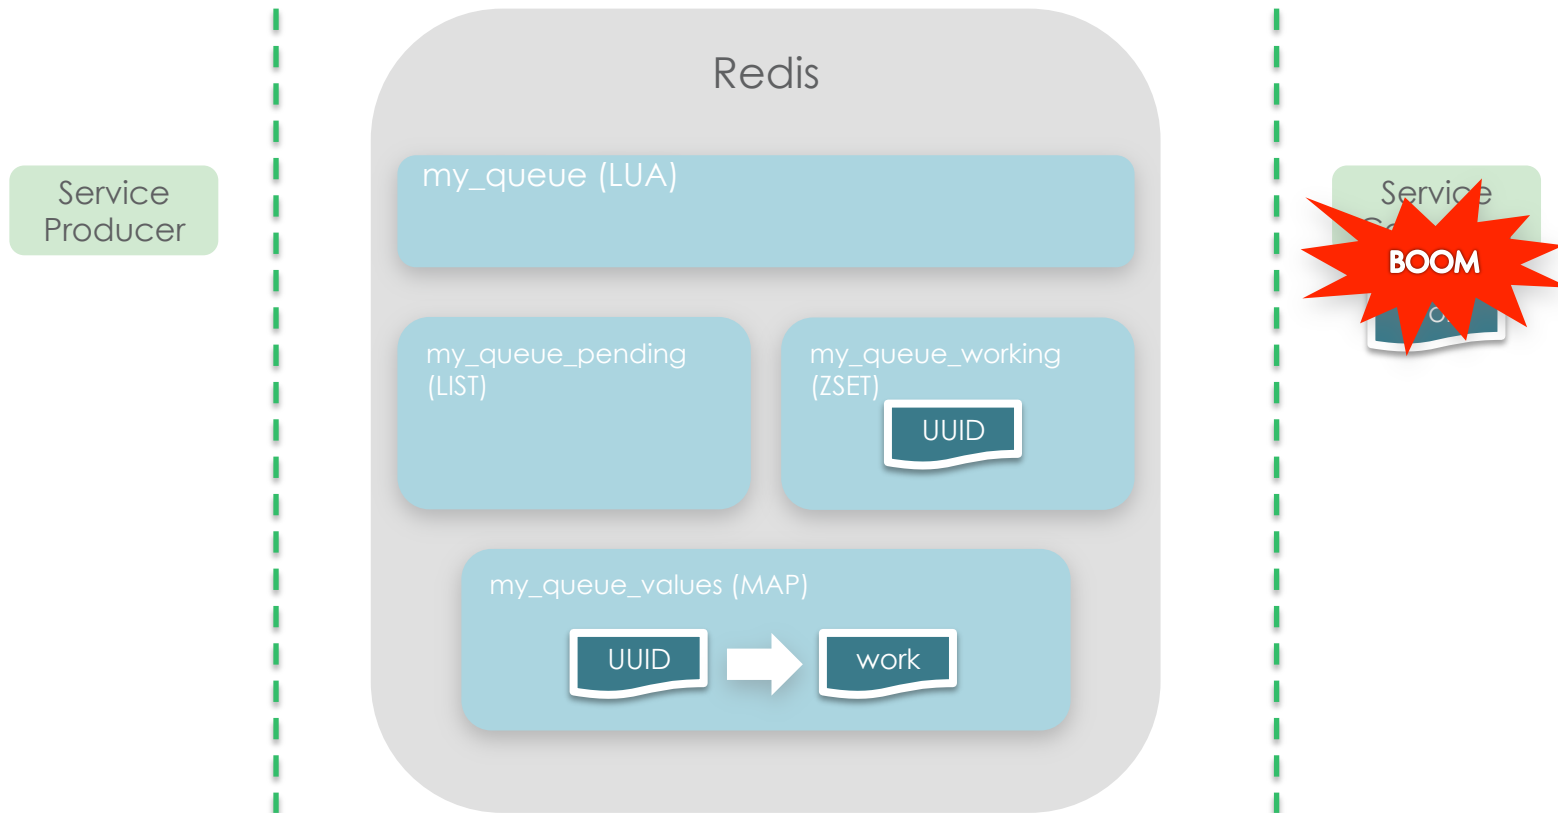 Redis
my_queue (LUA)
Service
Producer
Service
BOOM
my_queue_pending
(LIST)
my_queue_working
(ZSET)
UUID
my_queue_values (MAP)
UUID
work